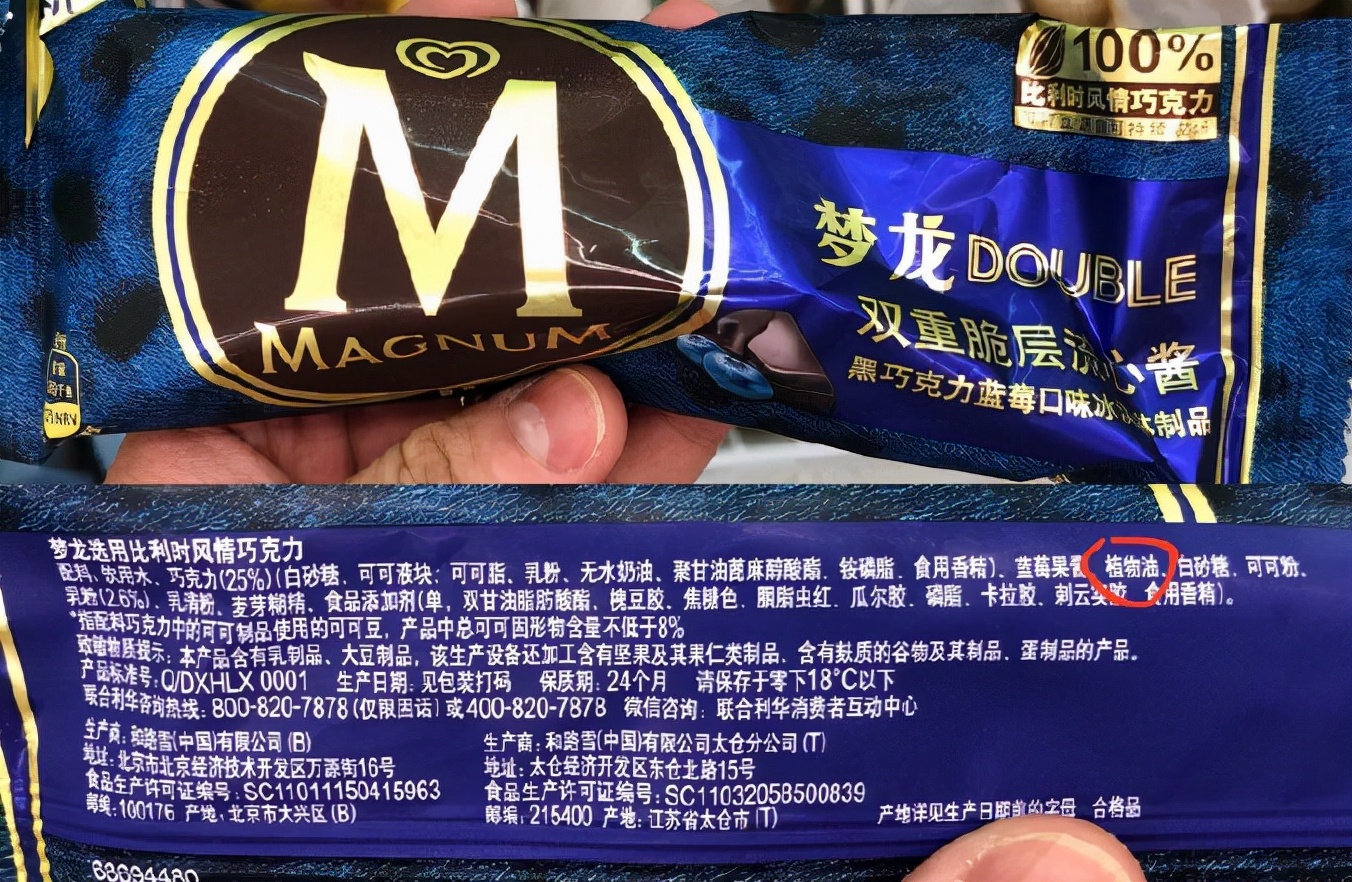 100%
比利时风情巧克力
M
MAGNUM
梦龙DOUBLE
双重脆层流心酱
黑巧克力蓝莓口味冰 制品
梦龙选用比利时风情巧克力
配料:饮用水、巧克力(25%)(白砂糖、可可液块、可可脂、乳粉、无水奶油、聚甘油蓖麻醇酸酯、铵磷脂、食用香精)、蓝莓果酱、植物油、白砂糖、可可粉、
乳粉(2.6%)、乳清粉、麦芽糊精、食品添加剂(单,双甘油脂肪酸酯、槐豆胶、焦糖色、胭脂虫红、瓜尔胶、磷脂、卡拉胶、刺云实胶、食用香精)。
*指配料巧克力中的可可制品使用的可可豆，产品中总可可固形物含量不低于8%
致敏物质提示：本产品含有乳制品、大豆制品，该生产设备还加工含有坚果及其果仁类制品、含有麸质的谷物及其制品、蛋制品的产品。
产品标准号:Q/DXHLX 0001 生产日期:见包装打码 保质期:24个月 请保存于零下18°C以下
联合利华咨询热线:800-820-7878(仅限固话)或400-820-7878 微信咨询：联合利华消费者互动中心
生产商:和路雪(中国)有限公司(B)
地址:北京市北京经济技术开发区万源街16号
食品生产许可证编号:SC11011150415963
邮编:100176 产地:北京市大兴区(B)
生产商:和路雪(中国)有限公司太仓分公司(T)
地址:太仓经济开发区东仓北路15号
食品生产许可证编号:SC11032058500839
邮编:215400 产地:江苏省太仓市(T)
产地详见生产日期前的字母 合格品
68694480